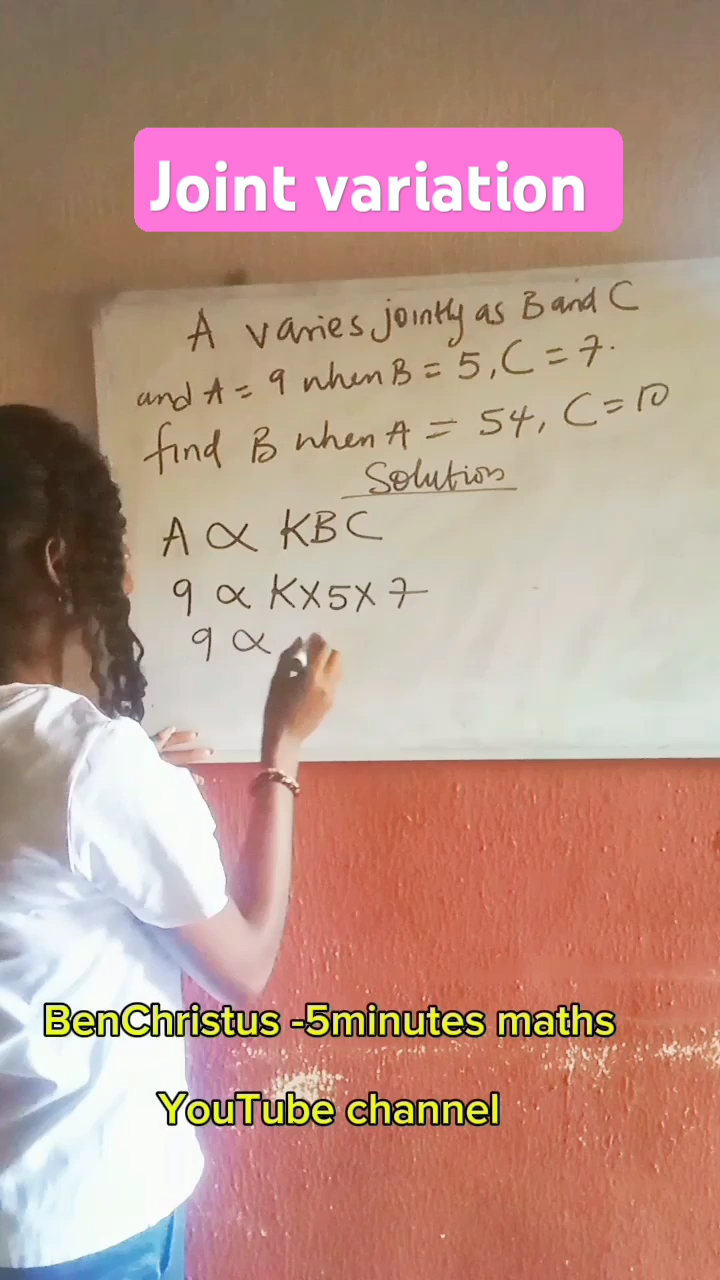 Joint variation
A varies jointly as B and C
and A = 9 when B = 5, C = 7.
find B when A = 54, C = 10
Solution
A ∝ KBC
9 ∝ K×5×7
9 ∝
BenChristus -5minutes maths
YouTube channel